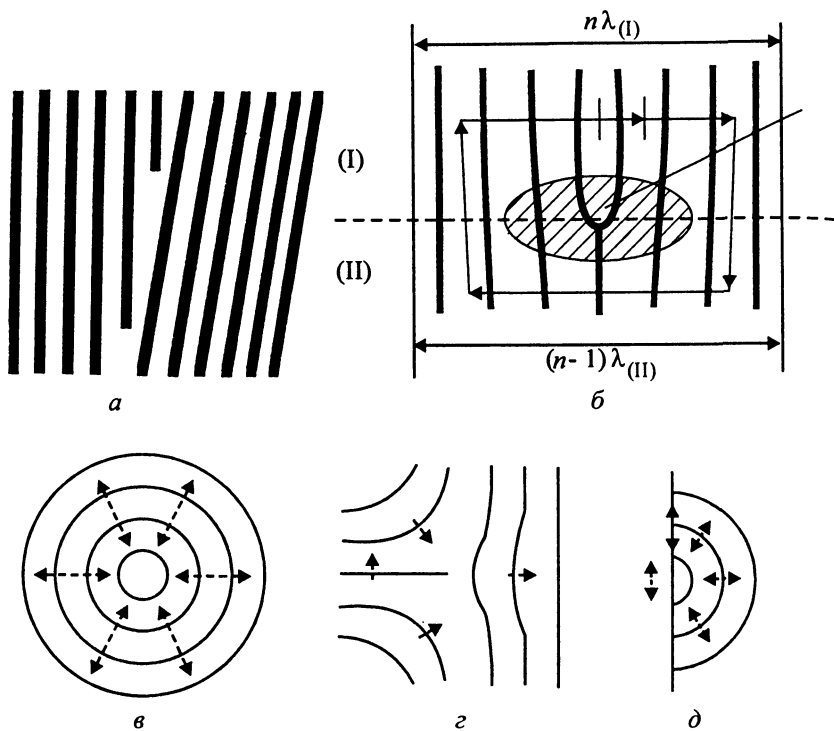 nλ(I)
(I)
(II)
(n- 1) λ(II)
а
б
в
г
д